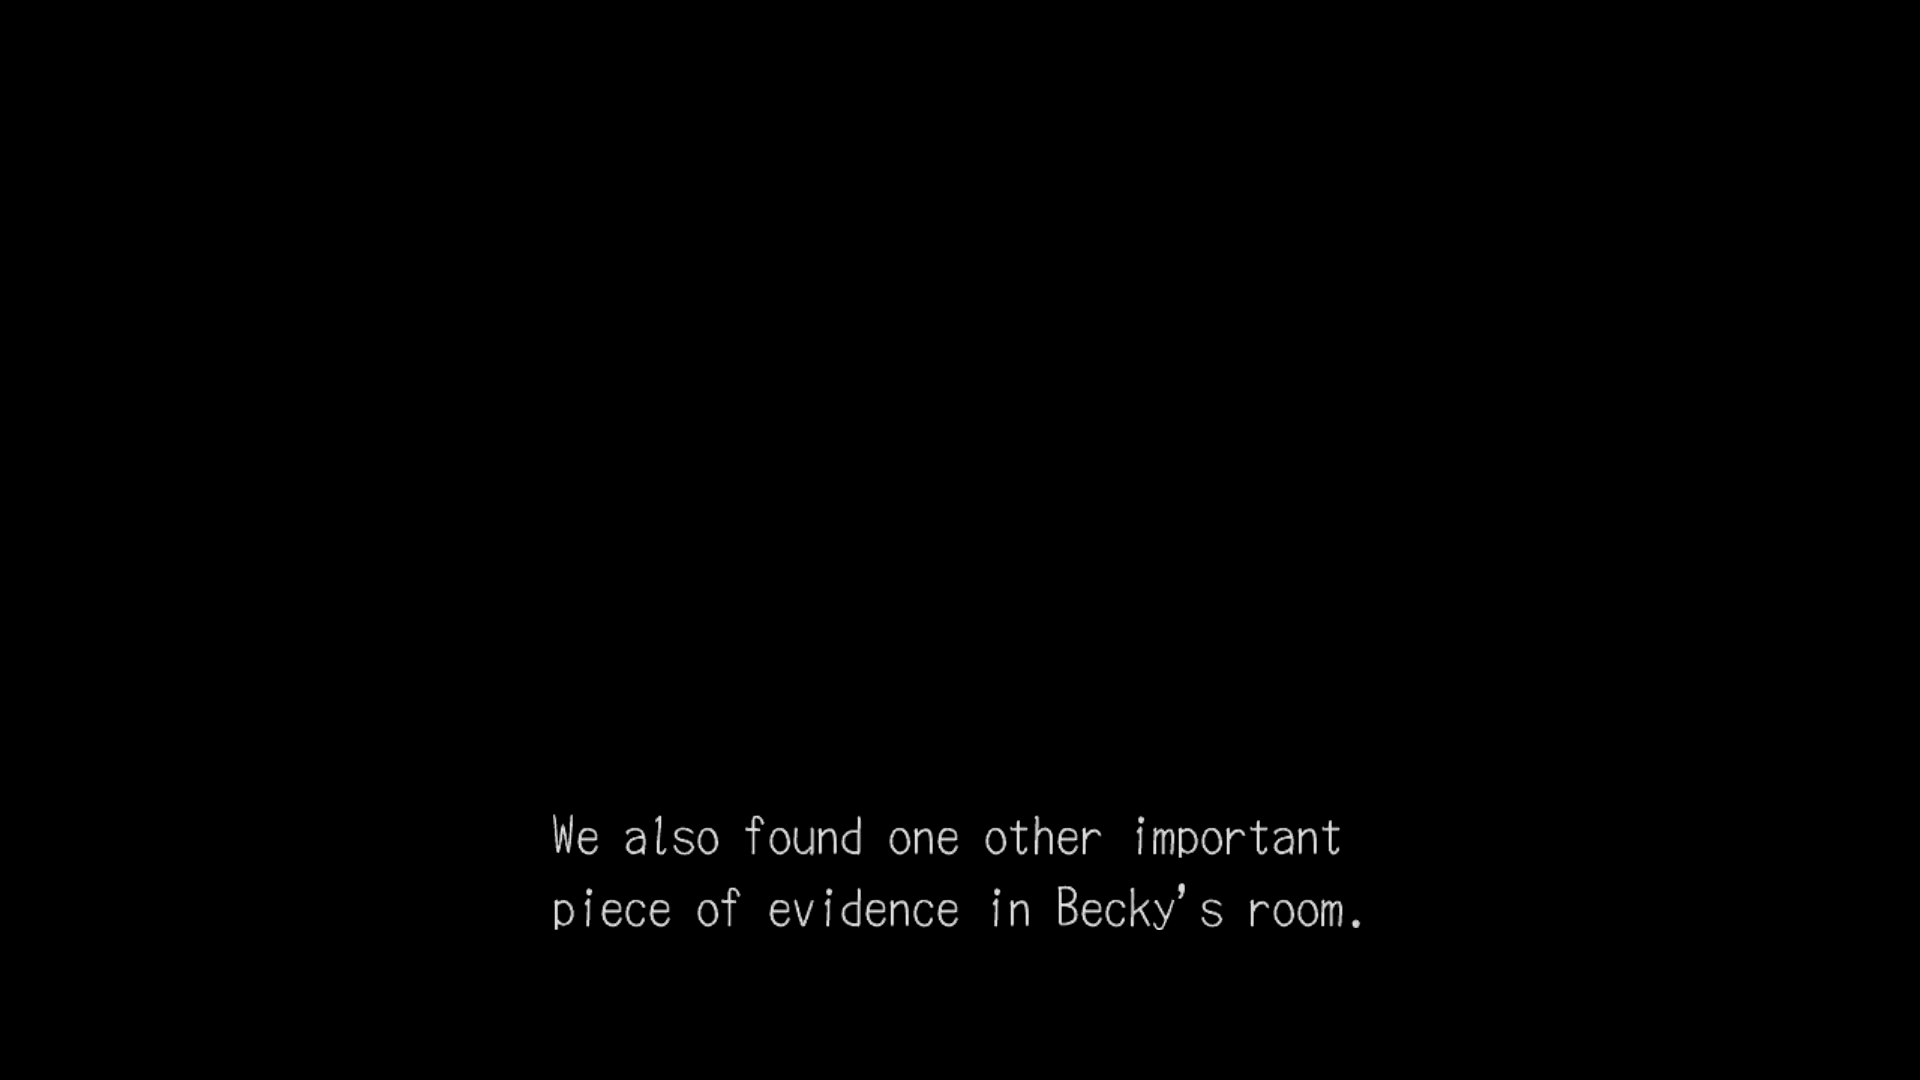 We also found one other important
piece of evidence in Becky's room.